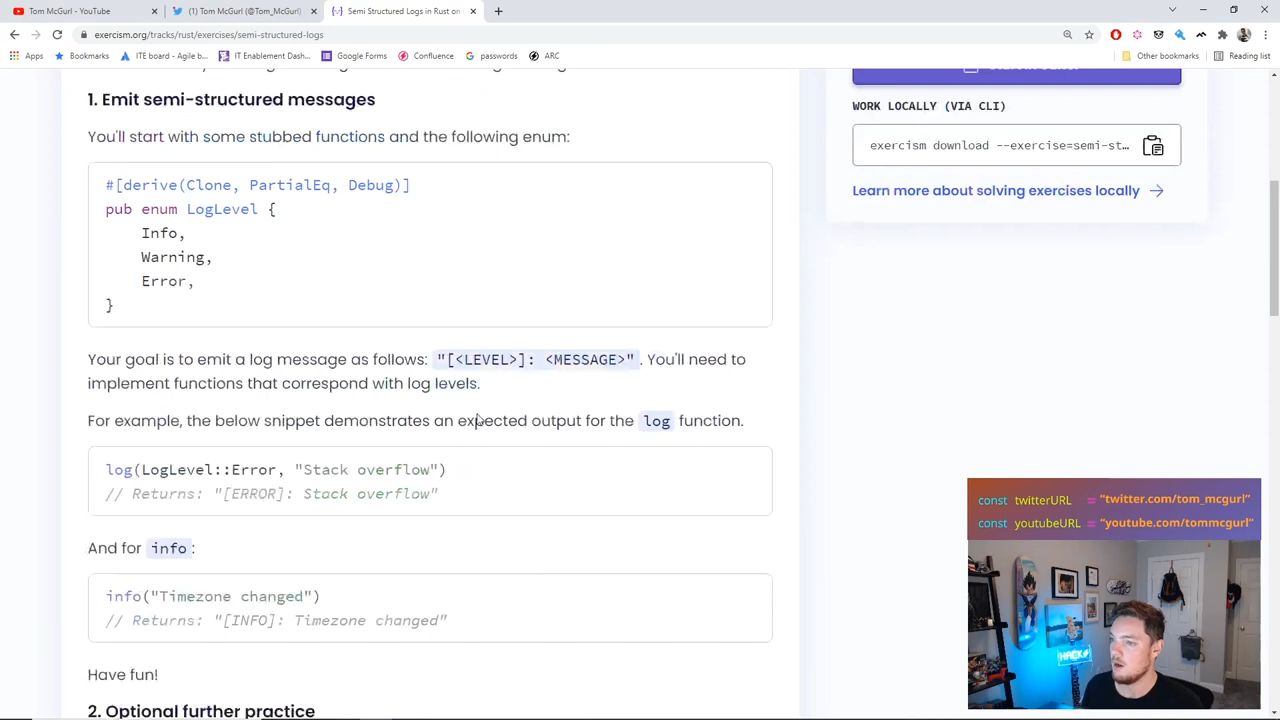 Tom McGurl - YouTube
(1) Tom McGurl (@Tom_McGurl)
Semi Structured Logs in Rust on
exercism.org/tracks/rust/exercises/semi-structured-logs
Apps
Bookmarks
ITE board - Agile b...
IT Enablement Dash...
Google Forms
Confluence
passwords
ARC
Other bookmarks
Reading list
1. Emit semi-structured messages
You'll start with some stubbed functions and the following enum:
#[derive(Clone, PartialEq, Debug)]
pub enum LogLevel {
Info,
Warning,
Error,
}
Your goal is to emit a log message as follows: "[<LEVEL>]: <MESSAGE>". You'll need to
implement functions that correspond with log levels.
For example, the below snippet demonstrates an expected output for the log function.
log(LogLevel::Error, "Stack overflow")
// Returns: "[ERROR]: Stack overflow"
And for info:
info("Timezone changed")
// Returns: "[INFO]: Timezone changed"
Have fun!
2. Optional further practice
WORK LOCALLY (VIA CLI)
exercism download --exercise=semi-st...
Learn more about solving exercises locally
const twitterURL = "twitter.com/tom_mcgurl"
const youtubeURL = "youtube.com/tommcgurl"
HACK